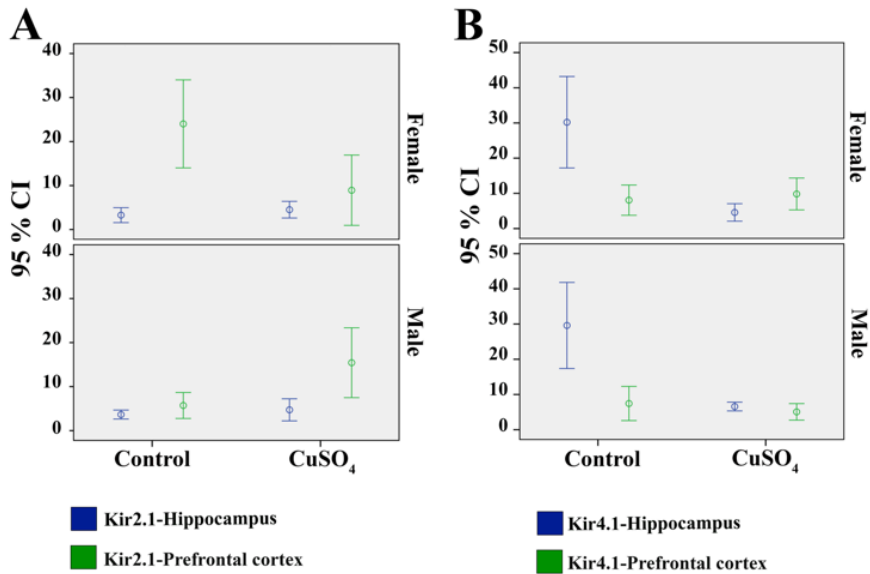 A
B
95 % CI
40
30
20
10
0
Female
40
30
20
10
0
Male
Control
CuSO₄
Kir2.1-Hippocampus
Kir2.1-Prefrontal cortex
95 % CI
50
40
30
20
10
0
Female
50
40
30
20
10
0
Male
Control
CuSO₄
Kir4.1-Hippocampus
Kir4.1-Prefrontal cortex